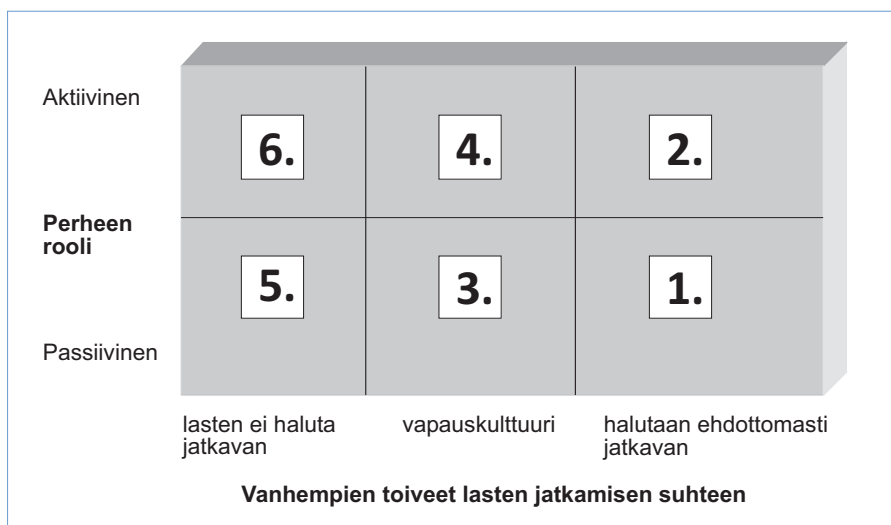 Aktiivinen
6. 4. 2.
Perheen
rooli
5. 3. 1.
Passiivinen
lasten ei haluta
jatkavan
vapauskulttuuri
halutaan ehdottomasti
jatkavan
Vanhempien toiveet lasten jatkamisen suhteen